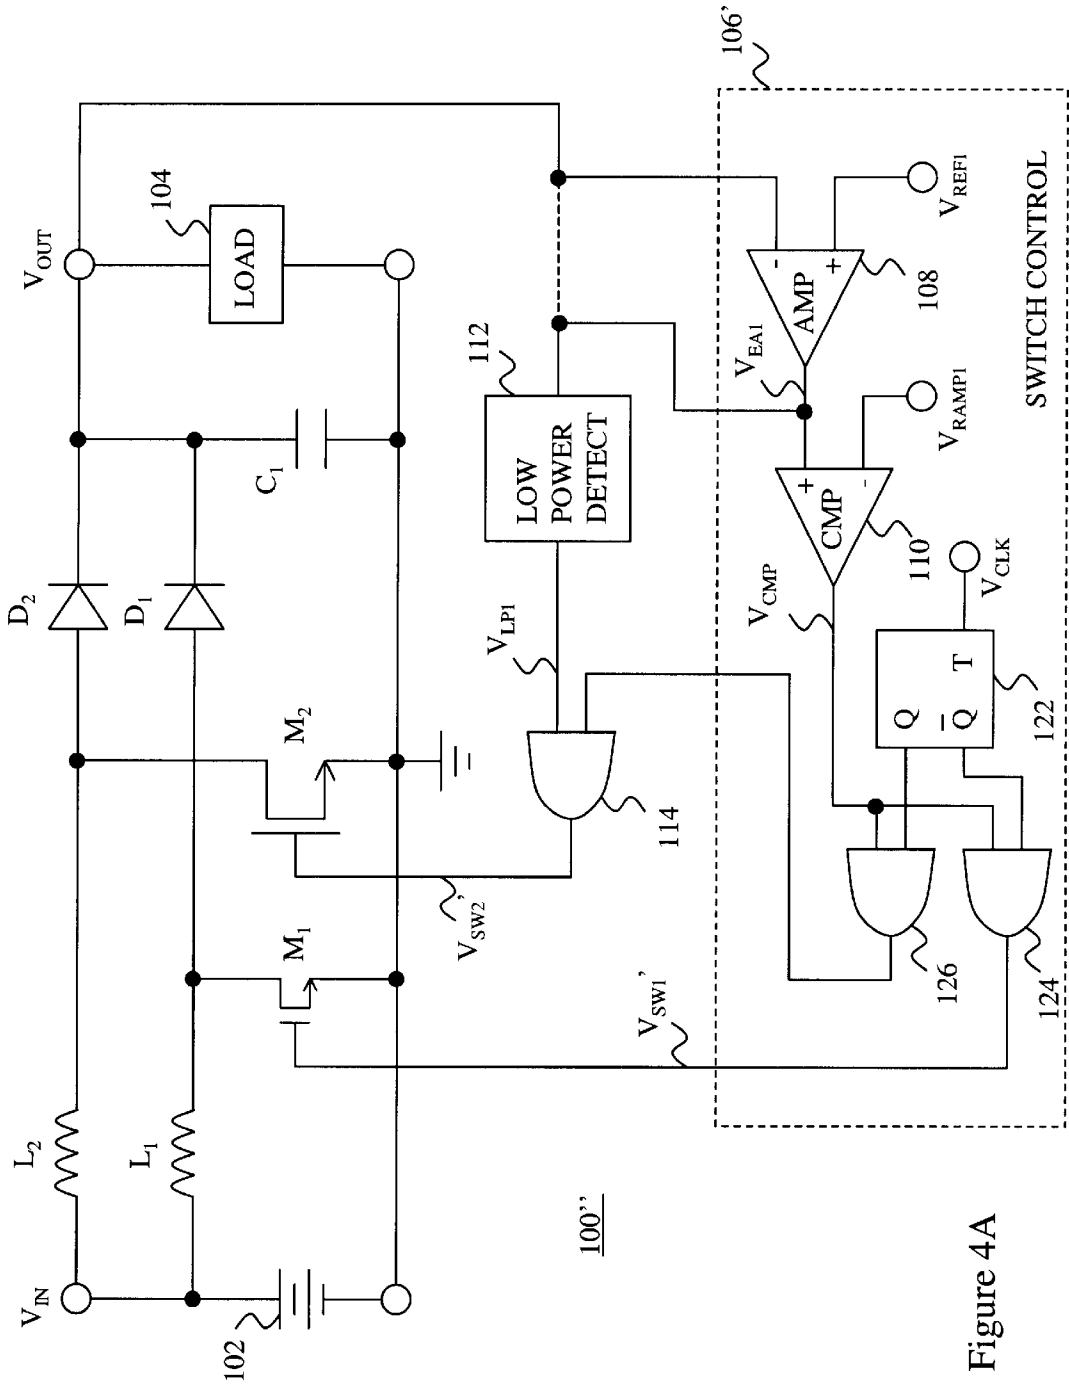 V_IN
L_2
D_2
V_OUT
L_1
D_1
104
LOAD
102
M_1
M_2
C_1
V_SW2'
V_LP1
LOW
POWER
DETECT
112
114
V_SW1'
106'
V_CMP
V_EA1
-
+
AMP
108
V_REF1
+
-
CMP
110
V_RAMP1
Q
Q̅
T
V_CLK
122
126
124
SWITCH CONTROL
100''
Figure 4A